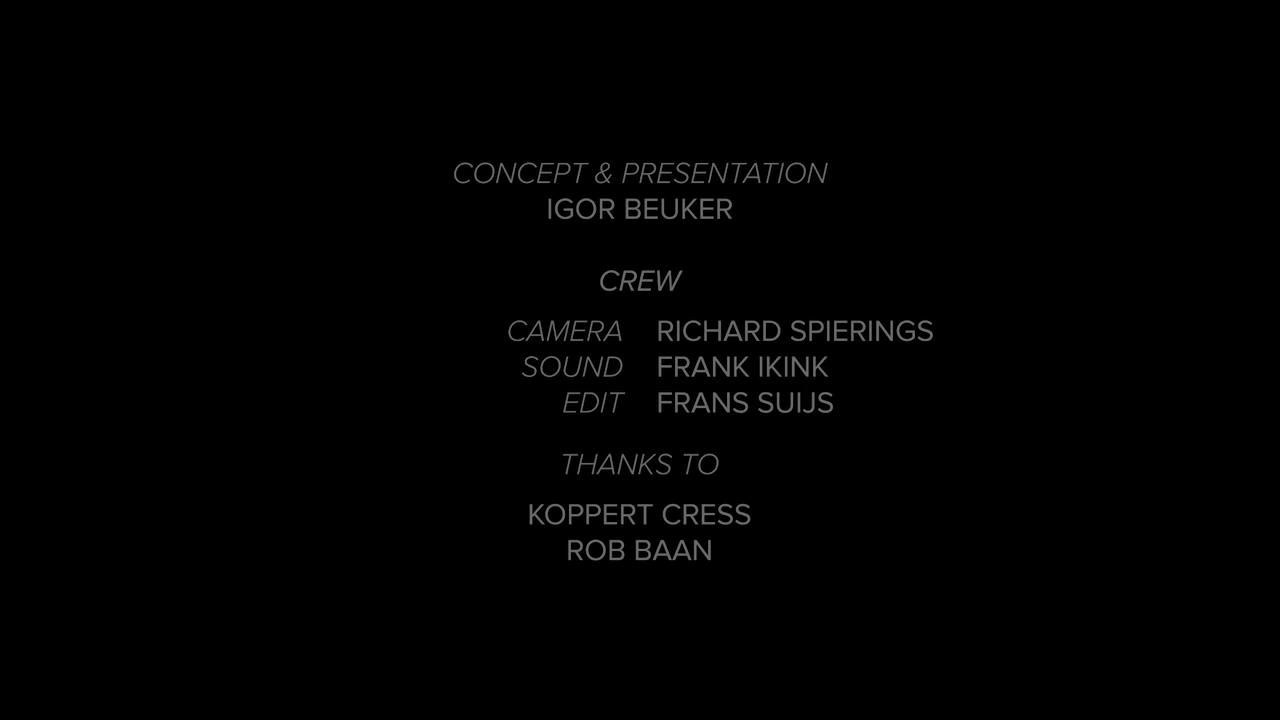 CONCEPT & PRESENTATION
IGOR BEUKER
CREW
CAMERA RICHARD SPIERINGS
SOUND FRANK IKINK
EDIT FRANS SUIJS
THANKS TO
KOPPERT CRESS
ROB BAAN